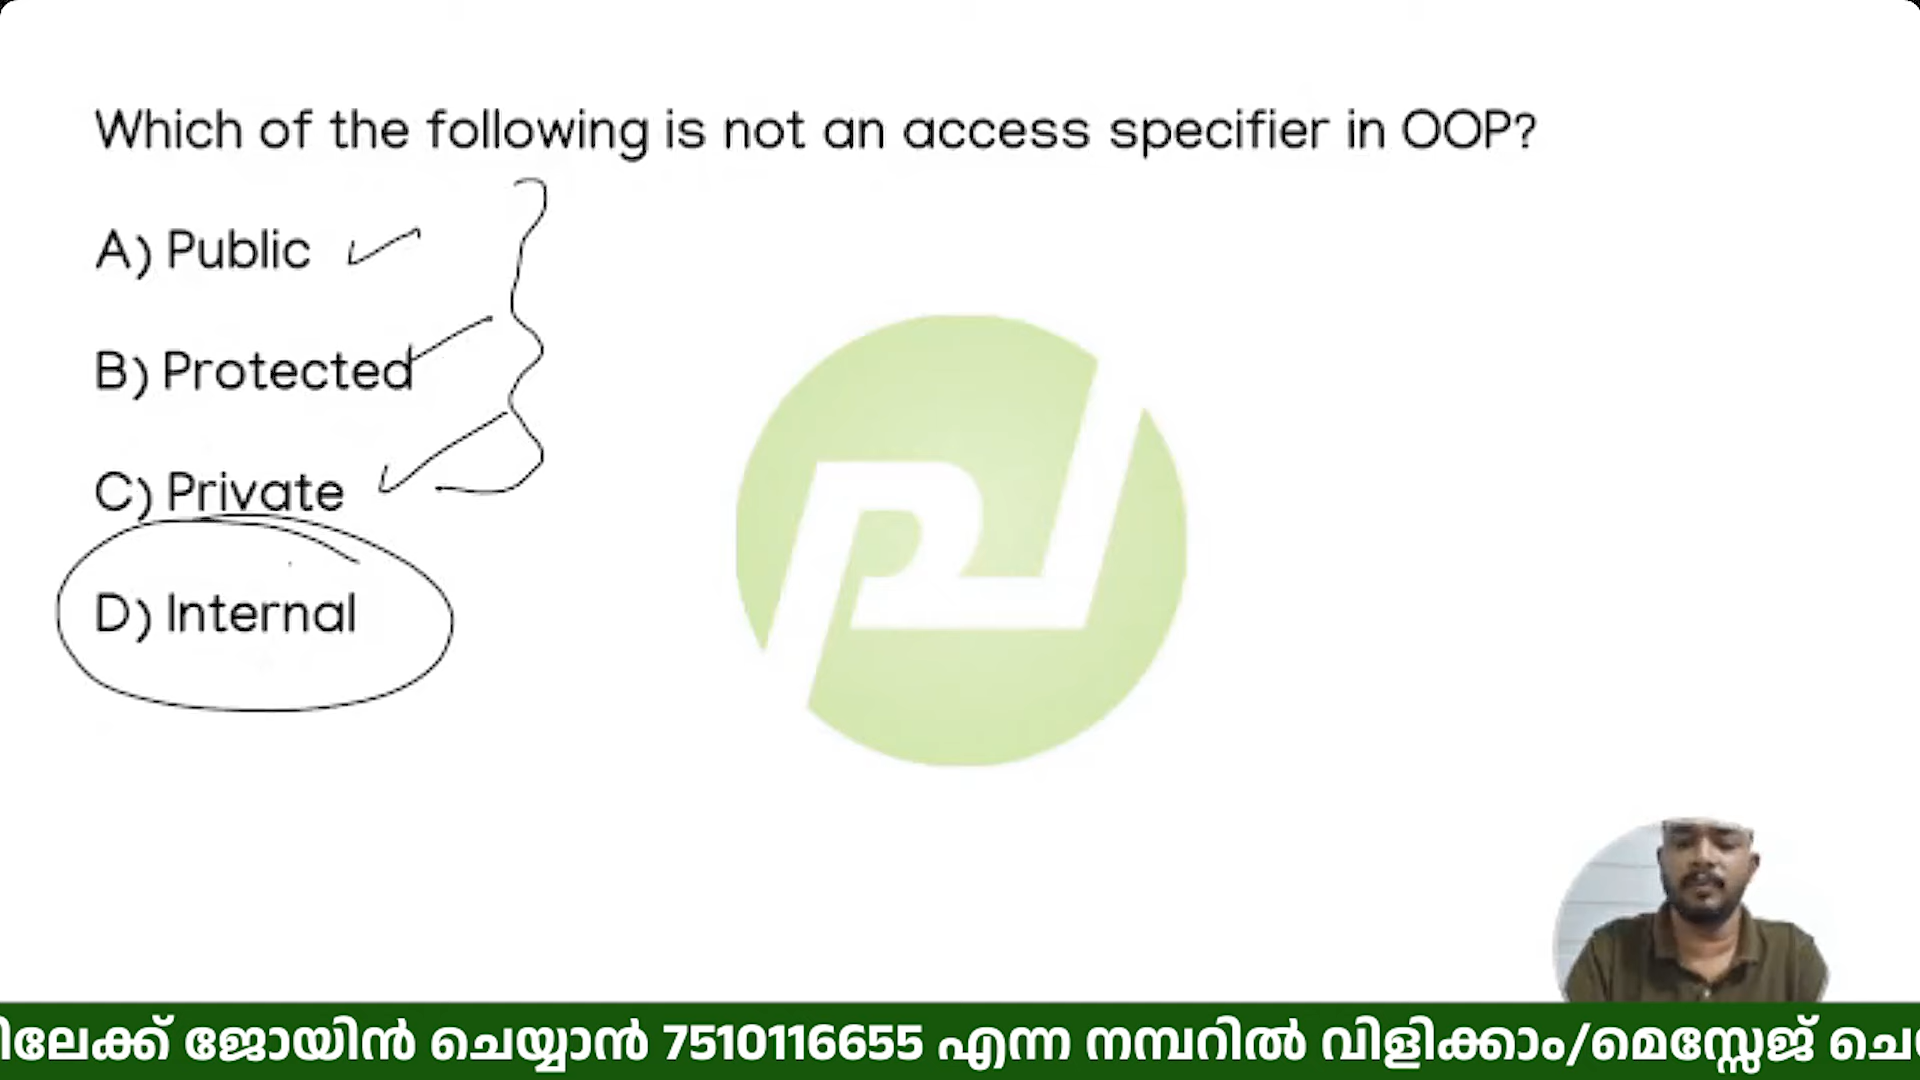 Which of the following is not an access specifier in OOP?
A) Public
B) Protected
C) Private
D) Internal
ിലേക്ക് ജോയിൻ ചെയ്യാൻ 7510116655 എന്ന നമ്പറിൽ വിളിക്കാം/മെസ്സേജ്